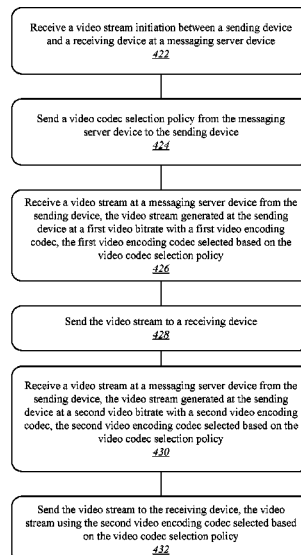 Receive a video stream initiation between a sending device
and a receiving device at a messaging server device
422
Send a video codec selection policy from the messaging
server device to the sending device
424
Receive a video stream at a messaging server device from the
sending device, the video stream generated at the sending
device at a first video bitrate with a first video encoding
codec, the first video encoding codec selected based on the
video codec selection policy
426
Send the video stream to a receiving device
428
Receive a video stream at a messaging server device from the
sending device, the video stream generated at the sending
device at a second video bitrate with a second video encoding
codec, the second video encoding codec selected based on the
video codec selection policy
430
Send the video stream to the receiving device, the video
stream using the second video encoding codec selected based
on the video codec selection policy
432